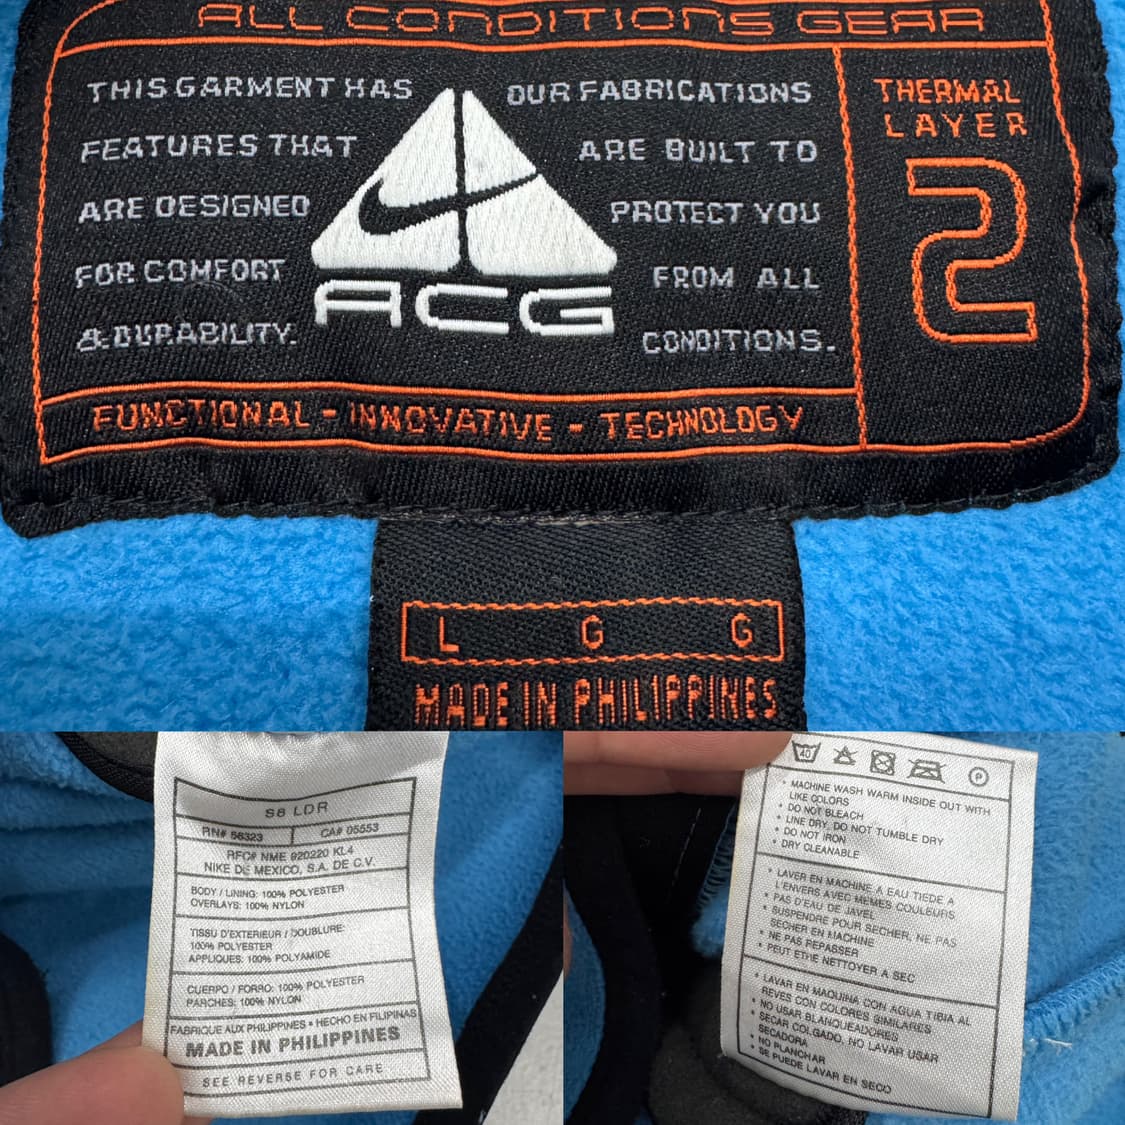 ALL CONDITIONS GEAR
THIS GARMENT HAS
FEATURES THAT
ARE DESIGNED
FOR COMFORT
& DURABILITY.
ACG
OUR FABRICATIONS
ARE BUILT TO
PROTECT YOU
FROM ALL
CONDITIONS.
THERMAL
LAYER
2
FUNCTIONAL - INNOVATIVE - TECHNOLOGY
L G G
MADE IN PHILIPPINES
S6 LDR
RN# 56323 CA# 05553
RFC# NME 920220 KL4
NIKE DE MEXICO, S.A. DE C.V.
BODY / LINING: 100% POLYESTER
OVERLAYS: 100% NYLON
TISSU D'EXTERIEUR / DOUBLURE:
100% POLYESTER
APPLIQUES: 100% POLYAMIDE
CUERPO / FORRO: 100% POLYESTER
PARCHES: 100% NYLON
FABRIQUE AUX PHILIPPINES • HECHO EN FILIPINAS
MADE IN PHILIPPINES
SEE REVERSE FOR CARE
40 P
• MACHINE WASH WARM INSIDE OUT WITH
LIKE COLORS
• DO NOT BLEACH
• LINE DRY, DO NOT TUMBLE DRY
• DO NOT IRON
• DRY CLEANABLE
• LAVER EN MACHINE A EAU TIEDE A
L'ENVERS AVEC MEMES COULEURS
• PAS D'EAU DE JAVEL
• SUSPENDRE POUR SECHER, NE PAS
SECHER EN MACHINE
• NE PAS REPASSER
• PEUT ETHE NETTOYER A SEC
• LAVAR EN MAQUINA CON AGUA TIBIA AL
REVES CON COLORES SIMILARES
• NO USAR BLANQUEADORES
• SECAR COLGADO, NO LAVAR USAR
SECADORA
• NO PLANCHAR
• SE PUEDE LAVAR EN SECO